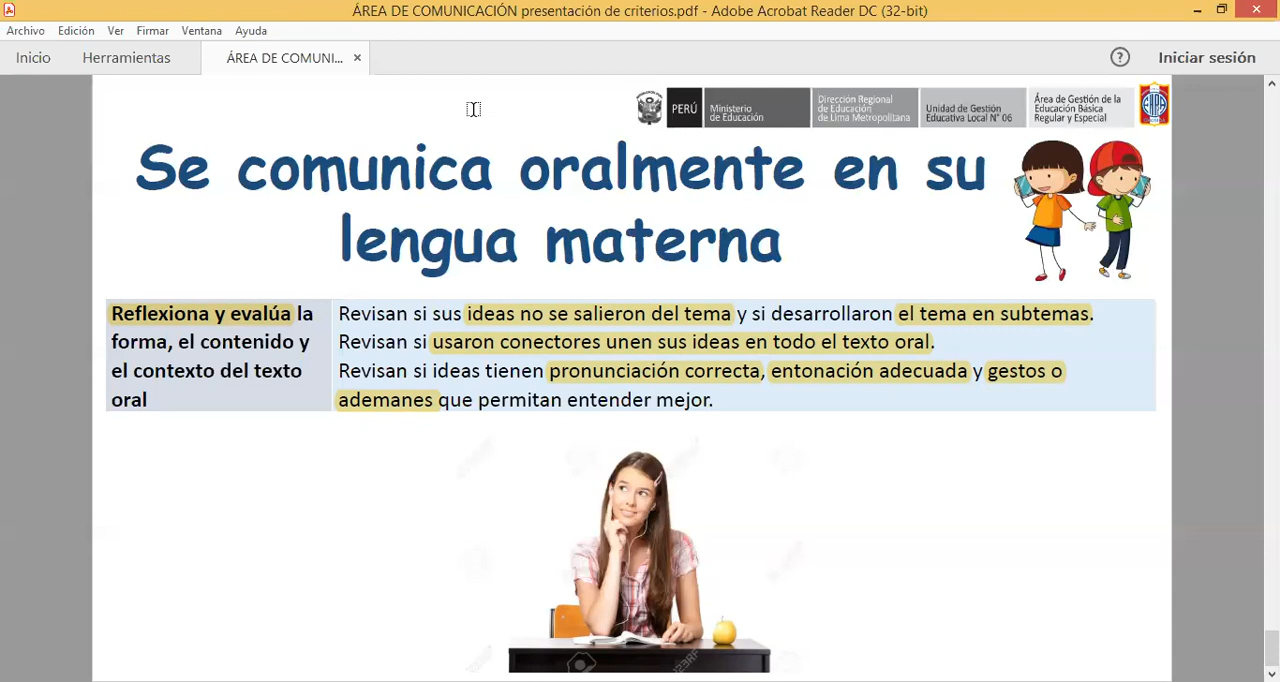 ÁREA DE COMUNICACIÓN presentación de criterios.pdf - Adobe Acrobat Reader DC (32-bit)
Archivo Edición Ver Firmar Ventana Ayuda
Inicio Herramientas ÁREA DE COMUNI... × ? Iniciar sesión
PERÚ
Ministerio
de Educación
Dirección Regional
de Educación
de Lima Metropolitana
Unidad de Gestión
Educativa Local N° 06
Área de Gestión de la
Educación Básica
Regular y Especial
Se comunica oralmente en su
lengua materna
Reflexiona y evalúa la
forma, el contenido y
el contexto del texto
oral
Revisan si sus ideas no se salieron del tema y si desarrollaron el tema en subtemas.
Revisan si usaron conectores unen sus ideas en todo el texto oral.
Revisan si ideas tienen pronunciación correcta, entonación adecuada y gestos o
ademanes que permitan entender mejor.
123RF